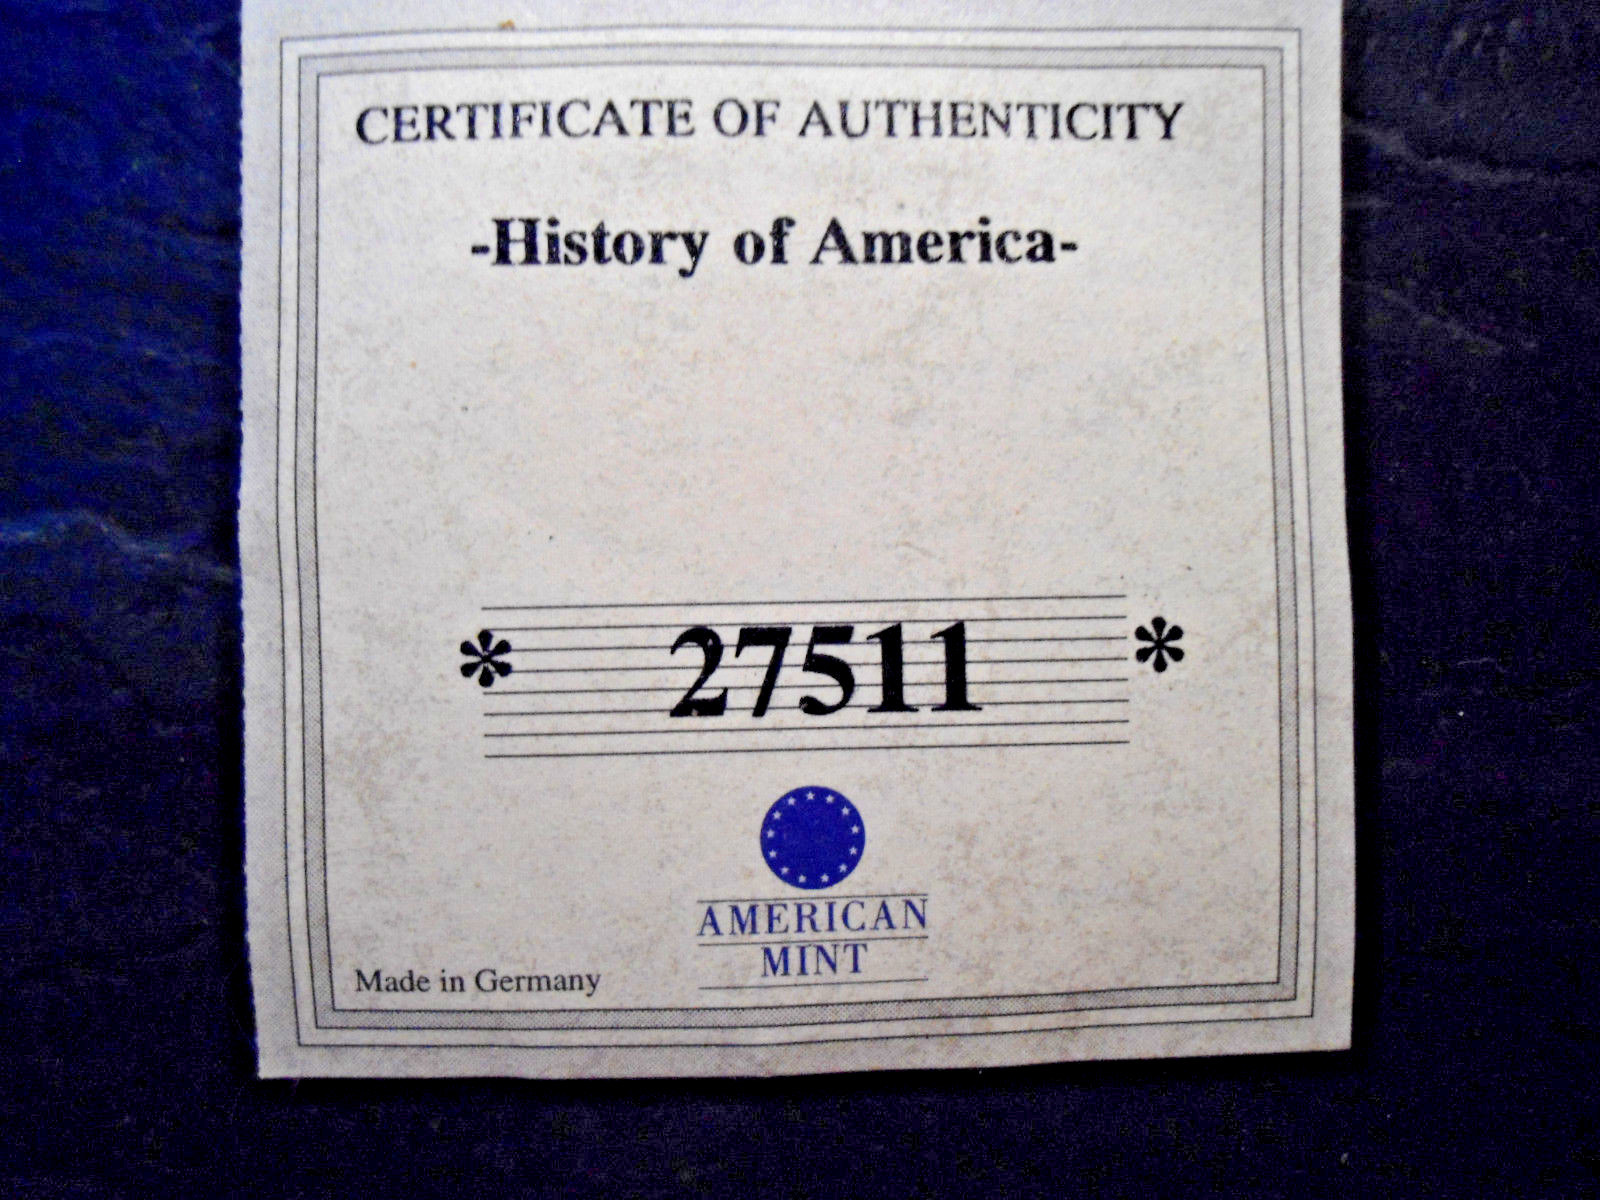 CERTIFICATE OF AUTHENTICITY
-History of America-
* 27511 *
AMERICAN
MINT
Made in Germany